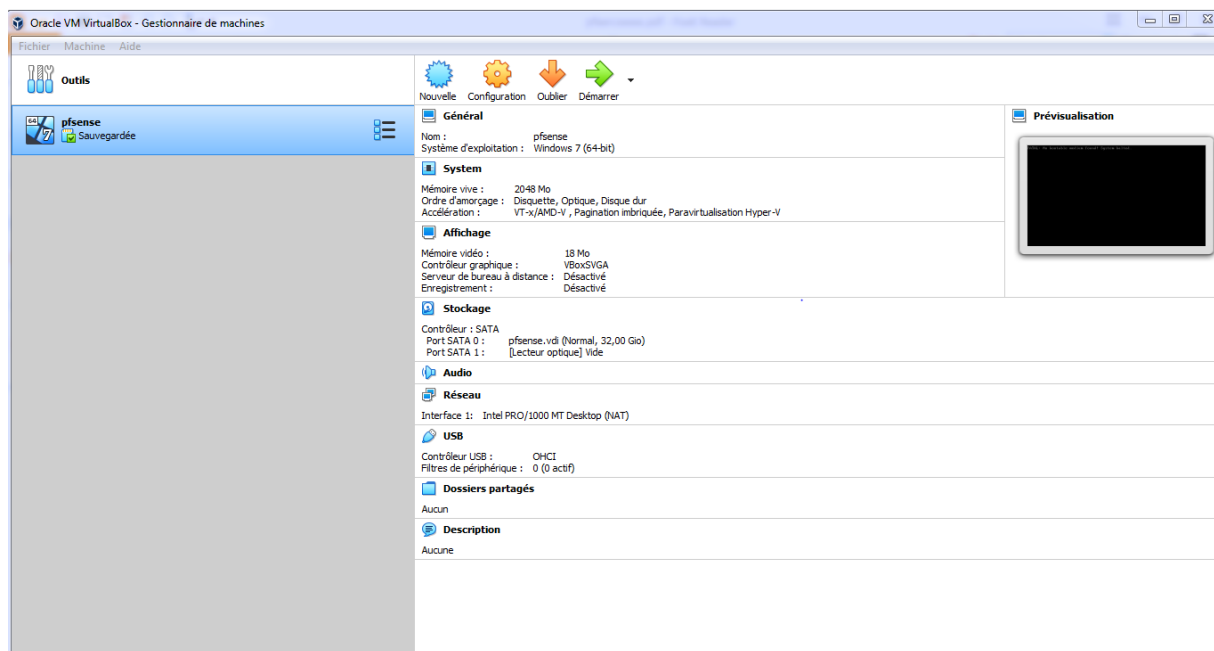 Oracle VM VirtualBox - Gestionnaire de machines
Fichier Machine Aide
Outils
Nouvelle Configuration Oublier Démarrer
64
7
pfsense
Sauvegardée
Général
Nom : pfsense
Système d'exploitation : Windows 7 (64-bit)
Prévisualisation
System
Mémoire vive : 2048 Mo
Ordre d'amorçage : Disquette, Optique, Disque dur
Accélération : VT-x/AMD-V , Pagination imbriquée, Paravirtualisation Hyper-V
Affichage
Mémoire vidéo : 18 Mo
Contrôleur graphique : VBoxSVGA
Serveur de bureau à distance : Désactivé
Enregistrement : Désactivé
Stockage
Contrôleur : SATA
Port SATA 0 : pfsense.vdi (Normal, 32,00 Gio)
Port SATA 1 : [Lecteur optique] Vide
Audio
Réseau
Interface 1: Intel PRO/1000 MT Desktop (NAT)
USB
Contrôleur USB : OHCI
Filtres de périphérique : 0 (0 actif)
Dossiers partagés
Aucun
Description
Aucune